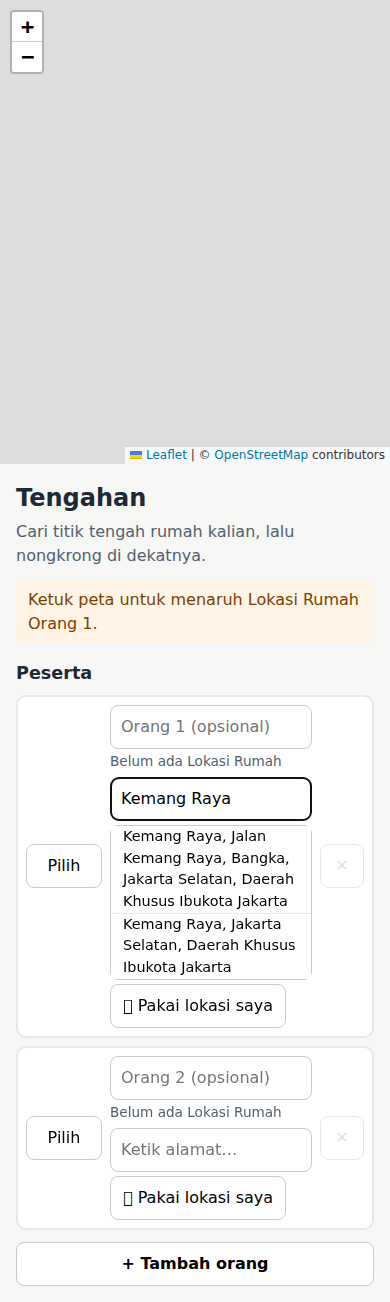 +
−
Leaflet | © OpenStreetMap contributors
Tengahan
Cari titik tengah rumah kalian, lalu
nongkrong di dekatnya.
Ketuk peta untuk menaruh Lokasi Rumah
Orang 1.
Peserta
Orang 1 (opsional)
Belum ada Lokasi Rumah
Kemang Raya
Kemang Raya, Jalan
Kemang Raya, Bangka,
Jakarta Selatan, Daerah
Khusus Ibukota Jakarta
Kemang Raya, Jakarta
Selatan, Daerah Khusus
Ibukota Jakarta
Pilih
×
Pakai lokasi saya
Orang 2 (opsional)
Belum ada Lokasi Rumah
Pilih
Ketik alamat...
×
Pakai lokasi saya
+ Tambah orang